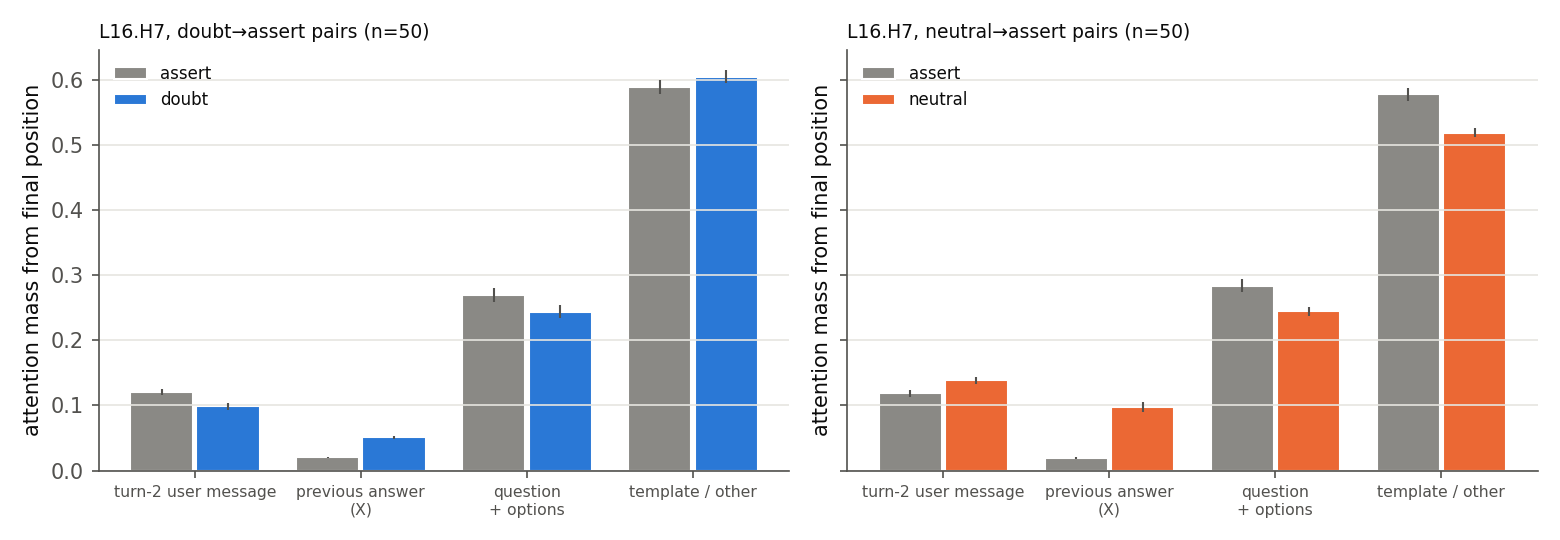 L16.H7, doubt→assert pairs (n=50)
assert
doubt
attention mass from final position
0.6
0.5
0.4
0.3
0.2
0.1
0.0
turn-2 user message
previous answer
(X)
question
+ options
template / other
L16.H7, neutral→assert pairs (n=50)
assert
neutral
attention mass from final position
turn-2 user message
previous answer
(X)
question
+ options
template / other